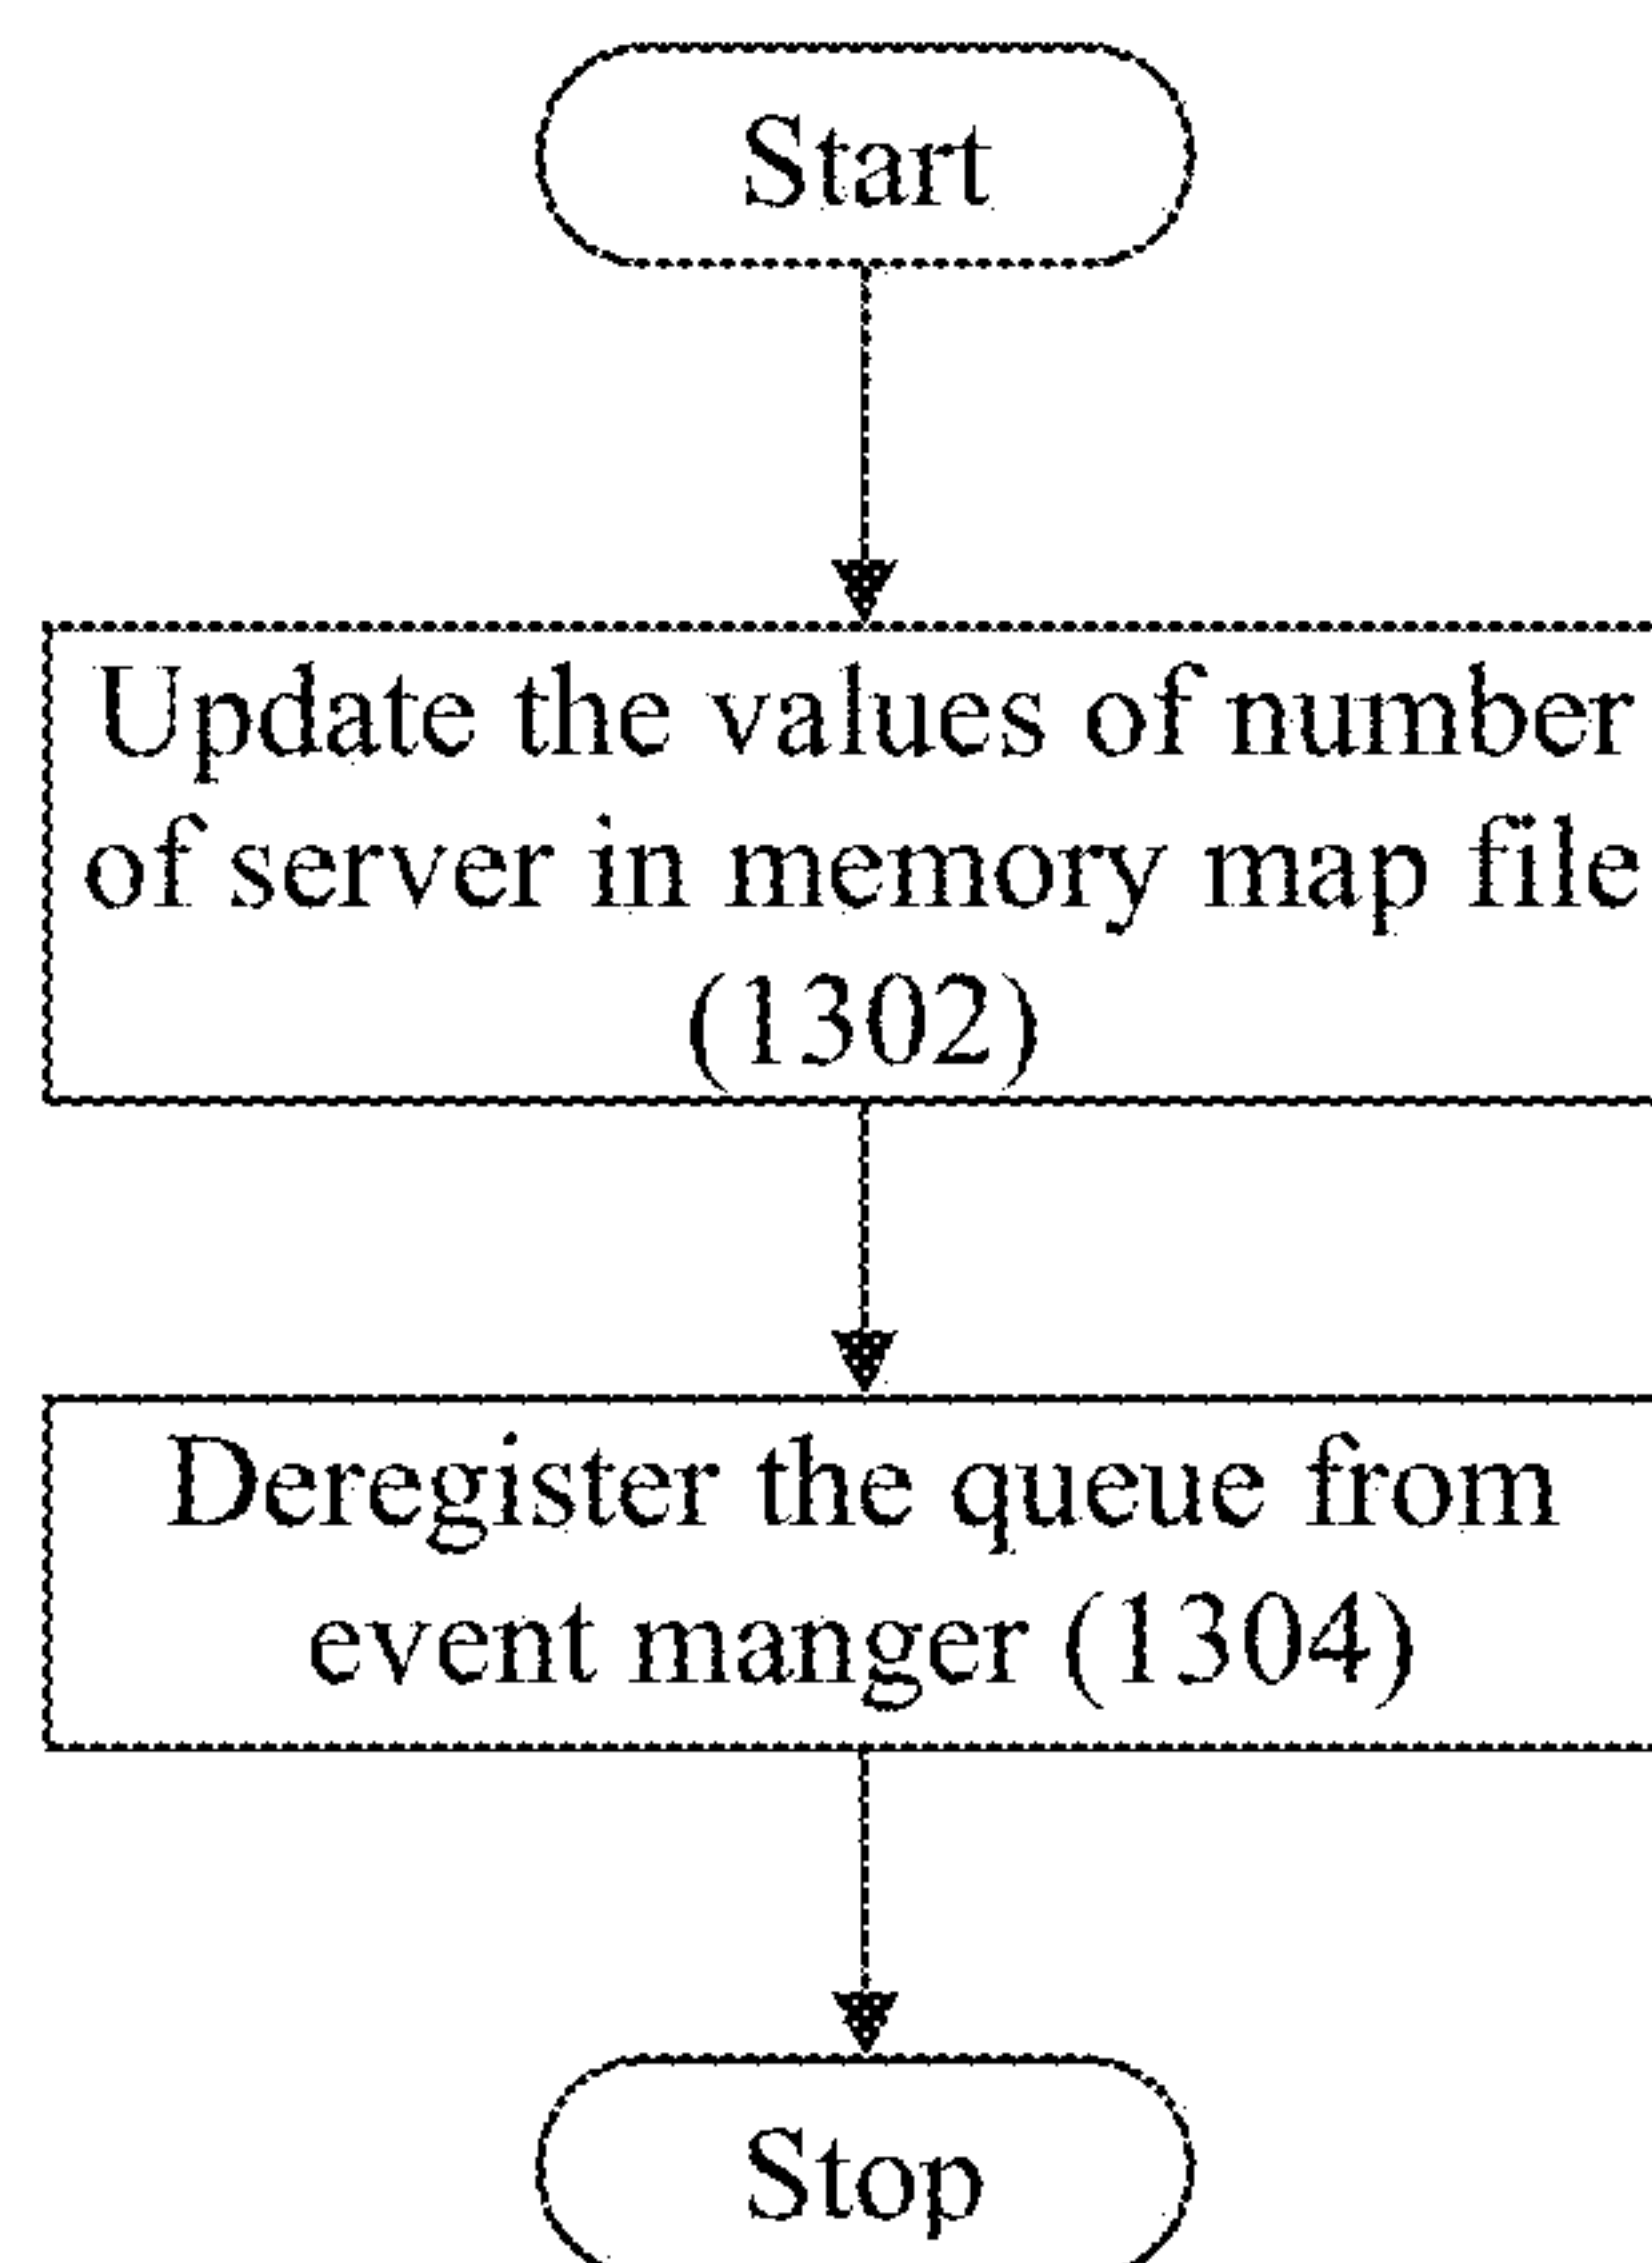 Start
Update the values of number
of server in memory map file
(1302)
Deregister the queue from
event manger (1304)
Stop